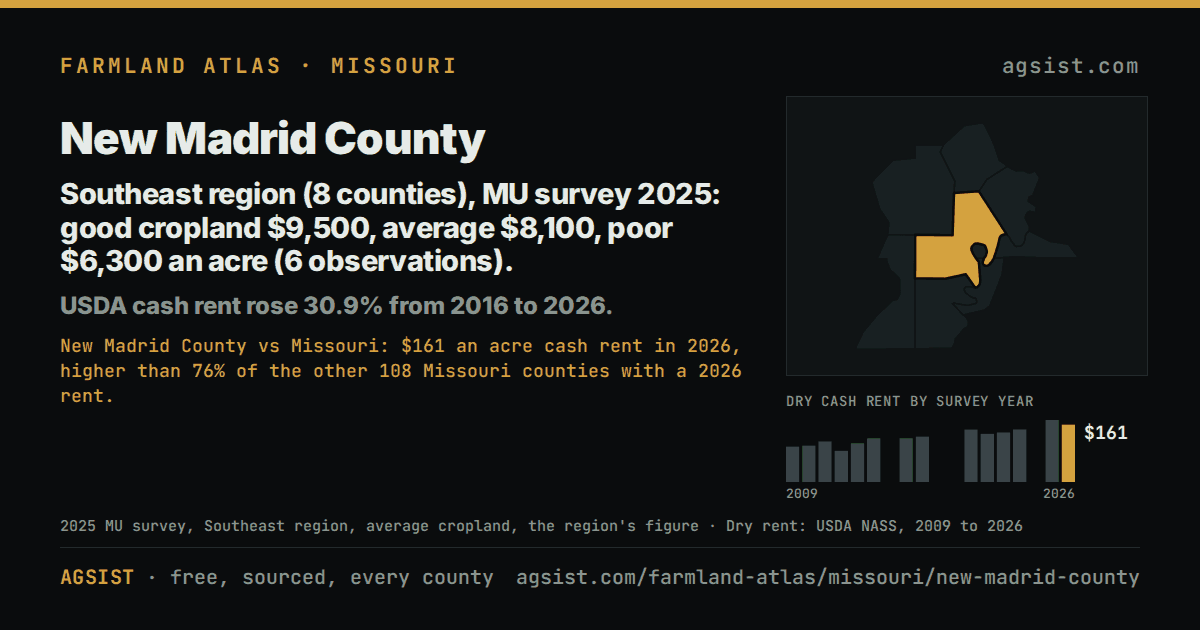 FARMLAND ATLAS · MISSOURI
agsist.com
New Madrid County
Southeast region (8 counties), MU survey 2025:
good cropland $9,500, average $8,100, poor
$6,300 an acre (6 observations).
USDA cash rent rose 30.9% from 2016 to 2026.
New Madrid County vs Missouri: $161 an acre cash rent in 2026,
higher than 76% of the other 108 Missouri counties with a 2026
rent.
DRY CASH RENT BY SURVEY YEAR
$161
2009
2026
2025 MU survey, Southeast region, average cropland, the region's figure · Dry rent: USDA NASS, 2009 to 2026
AGSIST · free, sourced, every county
agsist.com/farmland-atlas/missouri/new-madrid-county